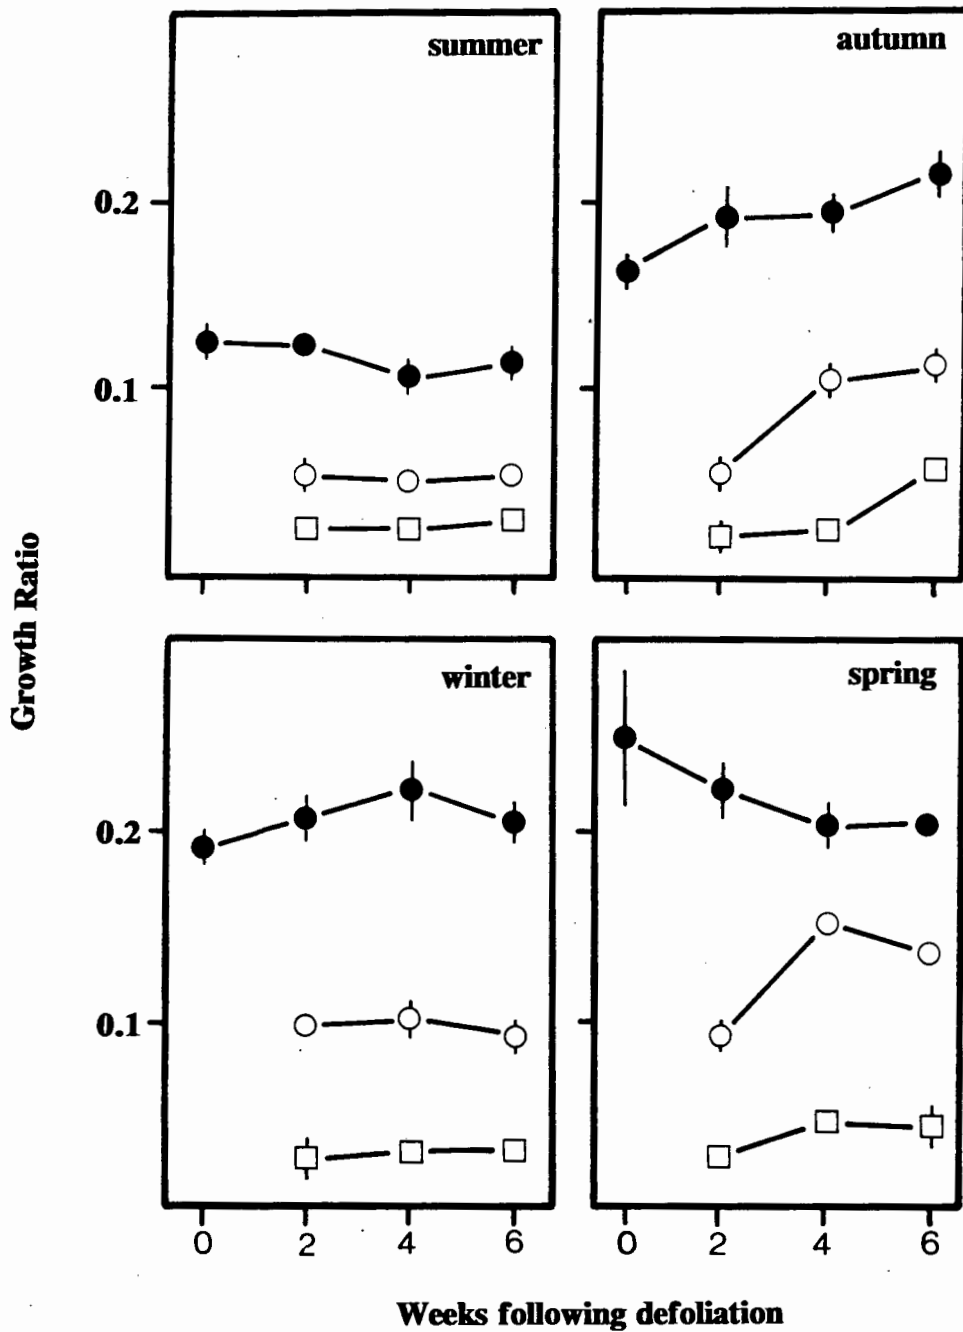 summer
autumn
0.2
0.1
Growth Ratio
winter
spring
0.2
0.1
0
2
4
6
0
2
4
6
Weeks following defoliation